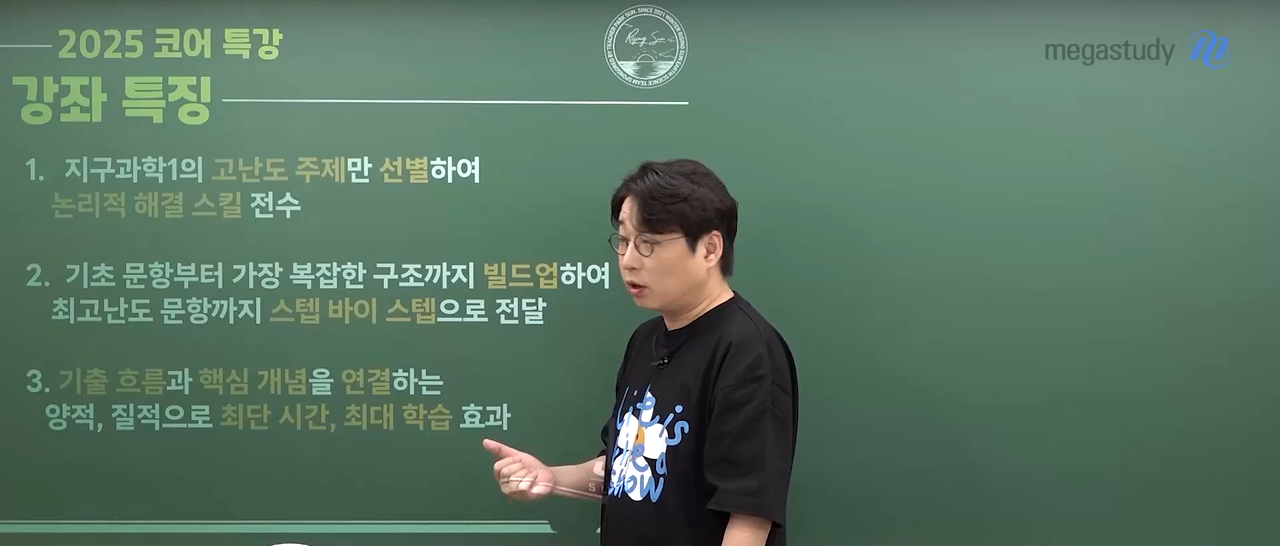 2025 코어 특강
강좌 특징
1. 지구과학1의 고난도 주제만 선별하여
논리적 해결 스킬 전수
2. 기초 문항부터 가장 복잡한 구조까지 빌드업하여
최고난도 문항까지 스텝 바이 스텝으로 전달
3. 기출 흐름과 핵심 개념을 연결하는
양적, 질적으로 최단 시간, 최대 학습 효과
Rising Sun
megastudy
life is
show